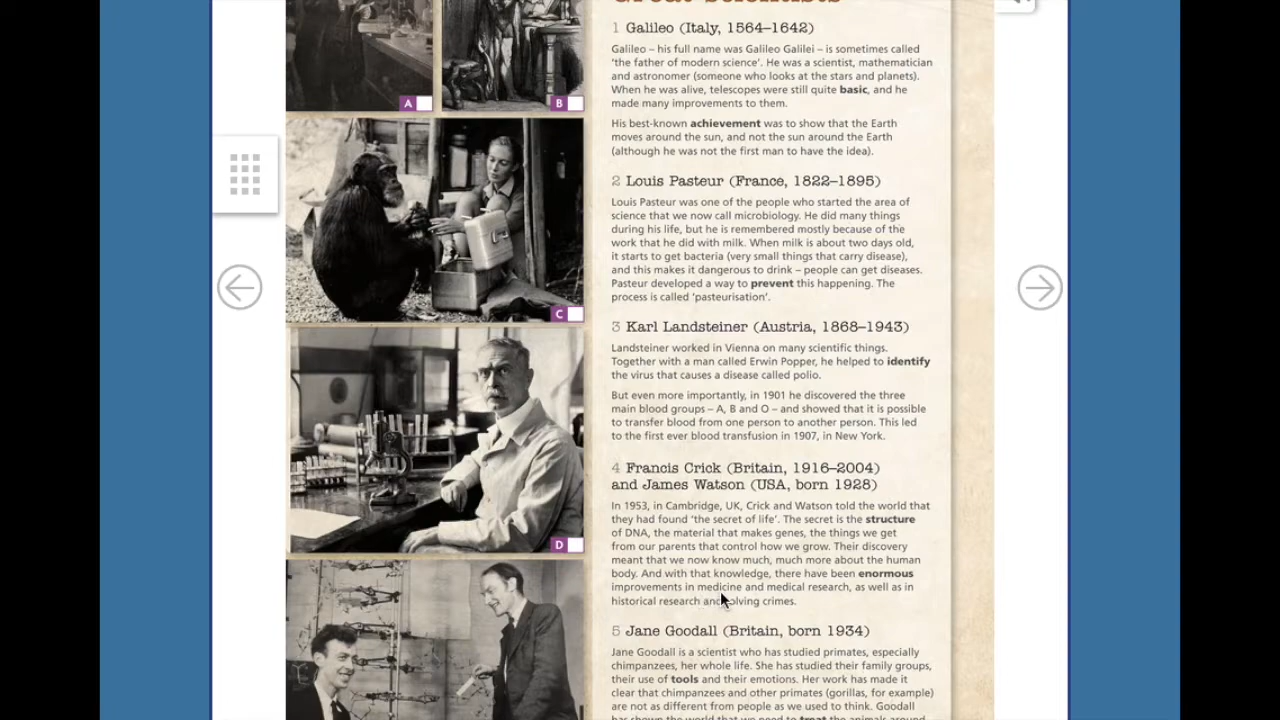 Great Scientists
1 Galileo (Italy, 1564–1642)
Galileo – his full name was Galileo Galilei – is sometimes called
‘the father of modern science’. He was a scientist, mathematician
and astronomer (someone who looks at the stars and planets).
When he was alive, telescopes were still quite basic, and he
made many improvements to them.
His best-known achievement was to show that the Earth
moves around the sun, and not the sun around the Earth
(although he was not the first man to have the idea).
2 Louis Pasteur (France, 1822–1895)
Louis Pasteur was one of the people who started the area of
science that we now call microbiology. He did many things
during his life, but he is remembered mostly because of the
work that he did with milk. When milk is about two days old,
it starts to get bacteria (very small things that carry disease),
and this makes it dangerous to drink – people can get diseases.
Pasteur developed a way to prevent this happening. The
process is called ‘pasteurisation’.
3 Karl Landsteiner (Austria, 1868–1943)
Landsteiner worked in Vienna on many scientific things.
Together with a man called Erwin Popper, he helped to identify
the virus that causes a disease called polio.
But even more importantly, in 1901 he discovered the three
main blood groups – A, B and O – and showed that it is possible
to transfer blood from one person to another person. This led
to the first ever blood transfusion in 1907, in New York.
4 Francis Crick (Britain, 1916–2004)
and James Watson (USA, born 1928)
In 1953, in Cambridge, UK, Crick and Watson told the world that
they had found ‘the secret of life’. The secret is the structure
of DNA, the material that makes genes, the things we get
from our parents that control how we grow. Their discovery
meant that we now know much, much more about the human
body. And with that knowledge, there have been enormous
improvements in medicine and medical research, as well as in
historical research and solving crimes.
5 Jane Goodall (Britain, born 1934)
Jane Goodall is a scientist who has studied primates, especially
chimpanzees, her whole life. She has studied their family groups,
their use of tools and their emotions. Her work has made it
clear that chimpanzees and other primates (gorillas, for example)
are not as different from people as we used to think. Goodall
has shown the world that we need to treat the animals around
A
B
C
D